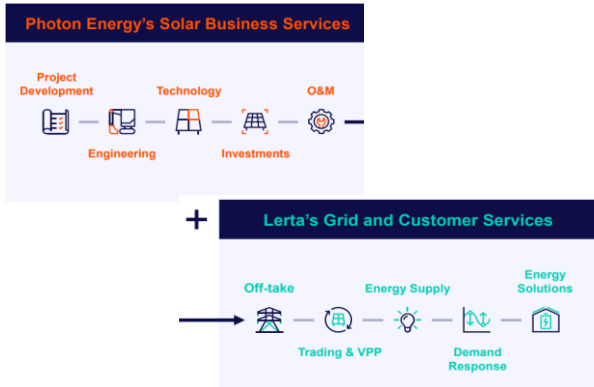 Photon Energy's Solar Business Services
Project
Development
Technology
O&M
Engineering
Investments
+
Lerta's Grid and Customer Services
Off-take
Energy Supply
Energy
Solutions
Trading & VPP
Demand
Response